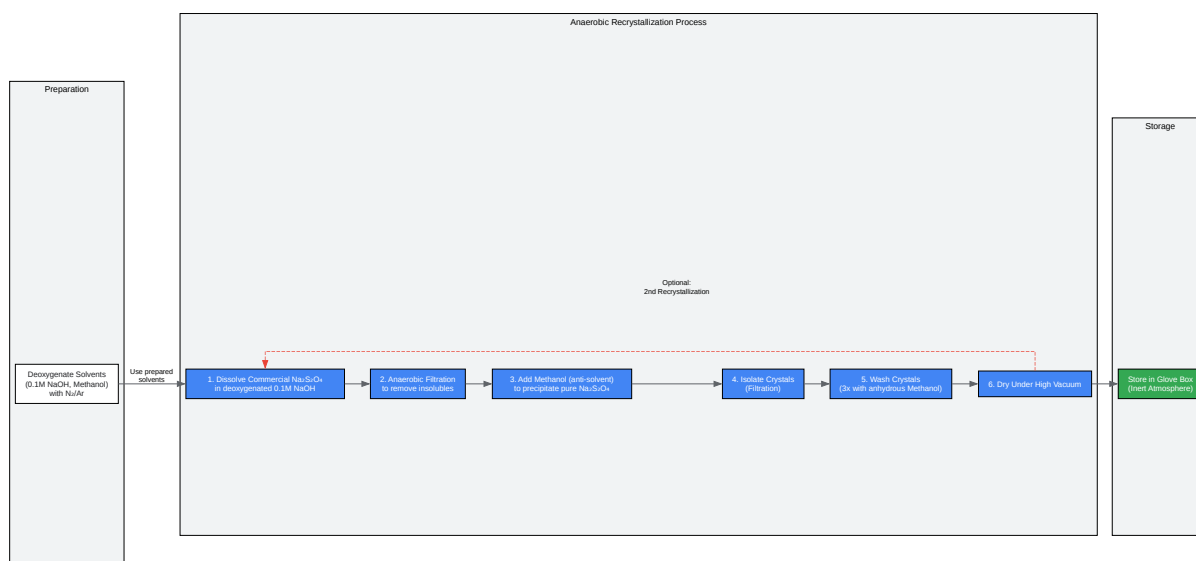 Anaerobic Recrystallization Process
Preparation
Storage
Optional:
2nd Recrystallization
Deoxygenate Solvents
(0.1M NaOH, Methanol)
with N₂/Ar
Use prepared
solvents
1. Dissolve Commercial Na₂S₂O₄
in deoxygenated 0.1M NaOH
2. Anaerobic Filtration
to remove insolubles
3. Add Methanol (anti-solvent)
to precipitate pure Na₂S₂O₄
4. Isolate Crystals
(Filtration)
5. Wash Crystals
(3x with anhydrous Methanol)
6. Dry Under High Vacuum
Store in Glove Box
(Inert Atmosphere)